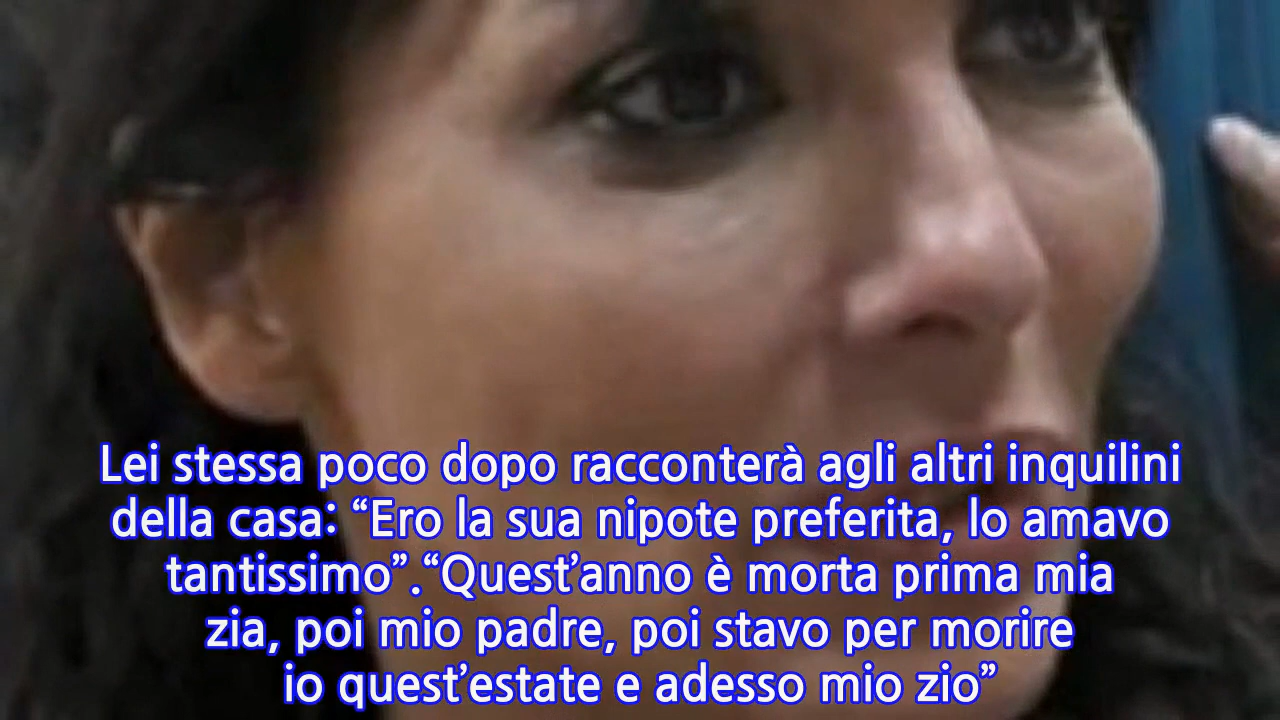 Lei stessa poco dopo racconterà agli altri inquilini
della casa: “Ero la sua nipote preferita, lo amavo
tantissimo”.“Quest’anno è morta prima mia
zia, poi mio padre, poi stavo per morire
io quest’estate e adesso mio zio”